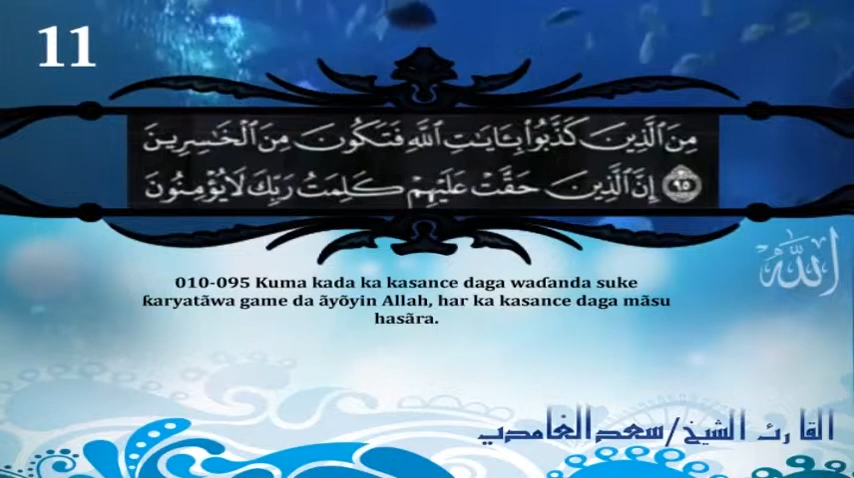 11
مِنَ الَّذِينَ كَذَّبُوا۟ بِـَٔايَـٰتِ اللَّهِ فَتَكُونَ مِنَ الْخَـٰسِرِينَ
۝٩٥ إِنَّ الَّذِينَ حَقَّتْ عَلَيْهِمْ كَلِمَتُ رَبِّكَ لَا يُؤْمِنُونَ
الله
010-095 Kuma kada ka kasance daga waɗanda suke
ƙaryatãwa game da ãyõyin Allah, har ka kasance daga mãsu
hasãra.
القارئ الشيخ/سعد الغامدي